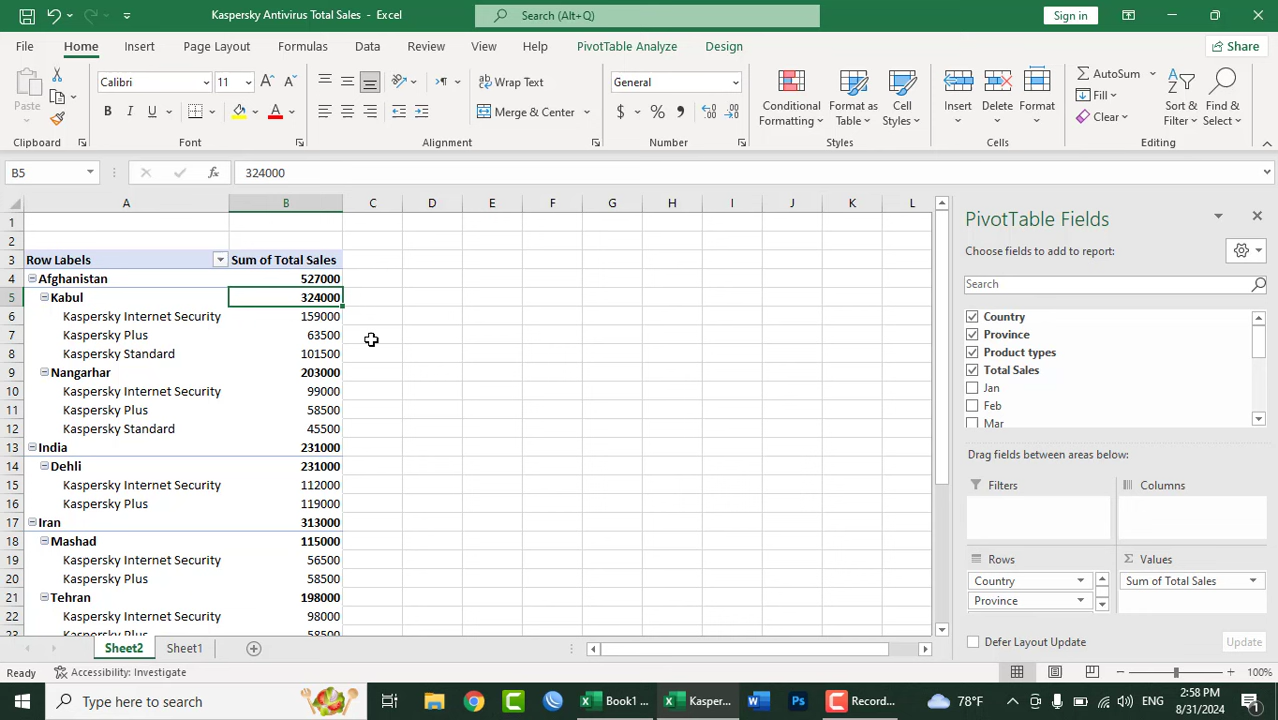 Kaspersky Antivirus Total Sales - Excel
Search (Alt+Q)
Sign in
File Home Insert Page Layout Formulas Data Review View Help PivotTable Analyze Design
Share
Paste
Calibri 11
B I U
Wrap Text
Merge & Center
General
$ % ,
Conditional Formatting
Format as Table
Cell Styles
Insert Delete Format
AutoSum
Fill
Clear
Sort & Filter
Find & Select
Clipboard Font Alignment Number Styles Cells Editing
B5 fx 324000
A B C D E F G H I J K L
1
2
3 Row Labels Sum of Total Sales
4 Afghanistan 527000
5 Kabul 324000
6 Kaspersky Internet Security 159000
7 Kaspersky Plus 63500
8 Kaspersky Standard 101500
9 Nangarhar 203000
10 Kaspersky Internet Security 99000
11 Kaspersky Plus 58500
12 Kaspersky Standard 45500
13 India 231000
14 Dehli 231000
15 Kaspersky Internet Security 112000
16 Kaspersky Plus 119000
17 Iran 313000
18 Mashad 115000
19 Kaspersky Internet Security 56500
20 Kaspersky Plus 58500
21 Tehran 198000
22 Kaspersky Internet Security 98000
23 Kaspersky Plus 58500
PivotTable Fields
Choose fields to add to report:
Search
Country
Province
Product types
Total Sales
Jan
Feb
Mar
Drag fields between areas below:
Filters
Columns
Rows
Values
Country
Province
Sum of Total Sales
Defer Layout Update
Update
Sheet2 Sheet1
Ready
Accessibility: Investigate
100%
Type here to search
Book1 ...
Kasper...
Record...
78°F
ENG
2:58 PM
8/31/2024
1